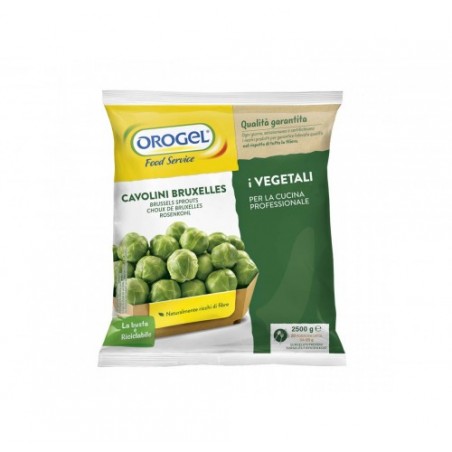 OROGEL
Food Service
CAVOLINI BRUXELLES
BRUSSELS SPROUTS
CHOUX DE BRUXELLES
ROSENKOHL
Naturalmente ricchi di fibre
La busta è
Riciclabile
Qualità garantita
i VEGETALI
PER LA CUCINA
PROFESSIONALE
2500 g e